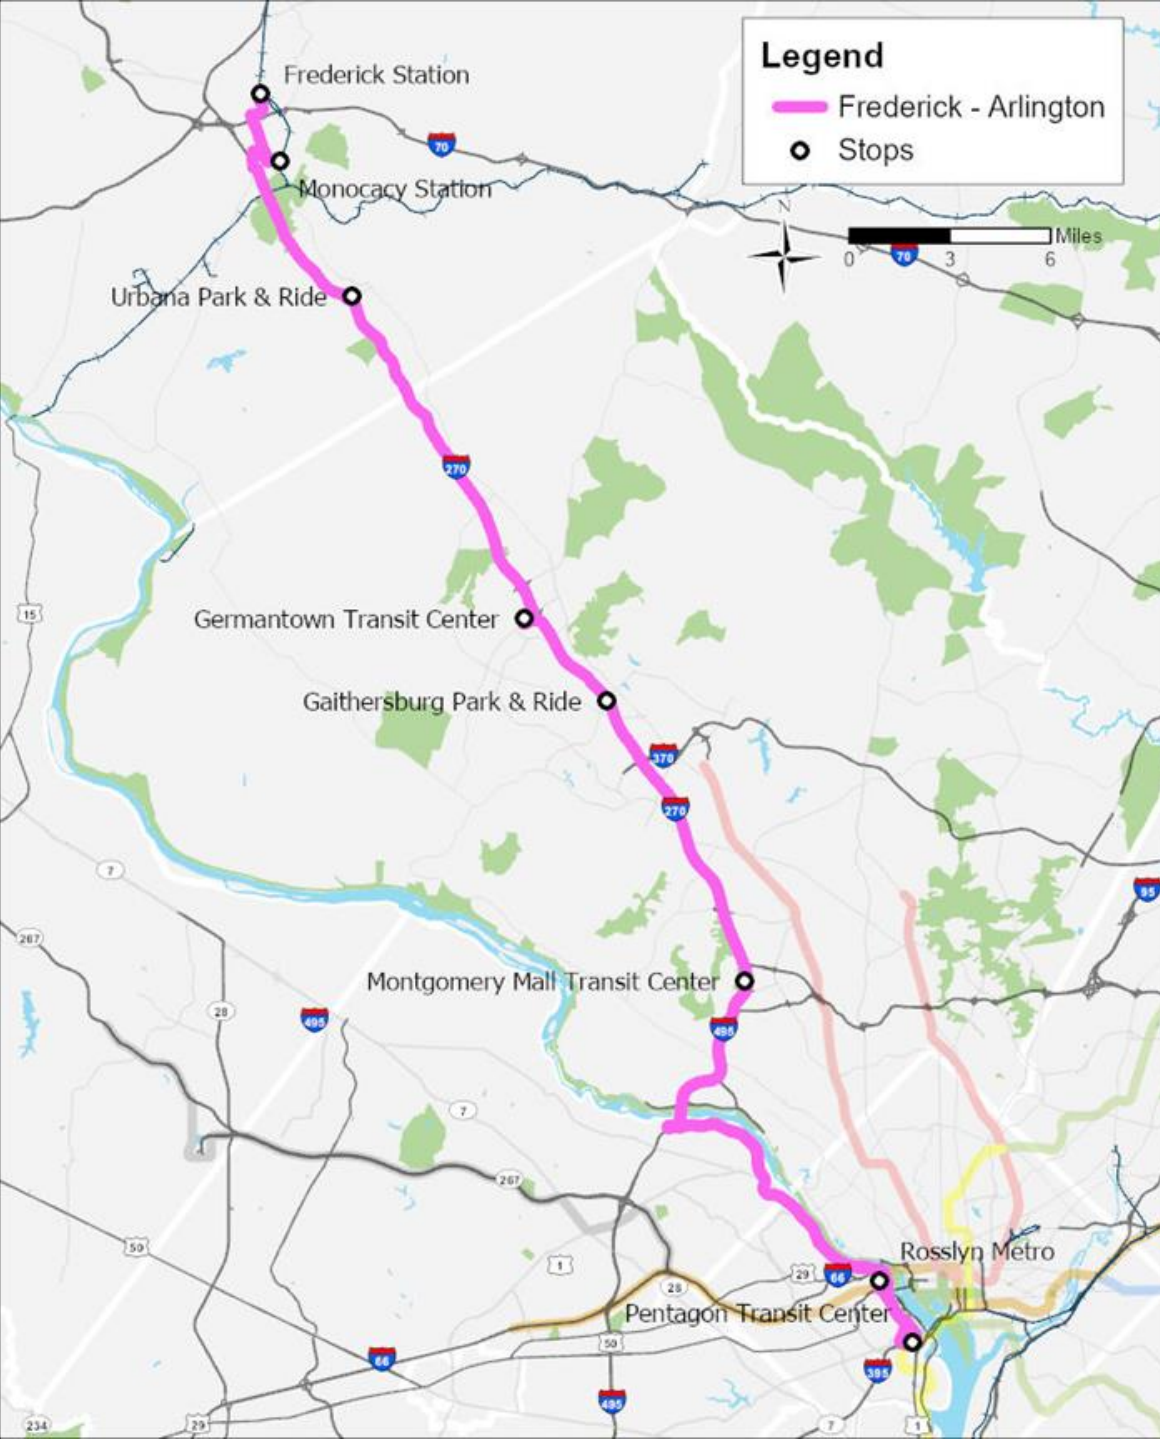 Legend
Frederick - Arlington
Stops
Frederick Station
70
Monocacy Station
N
Miles
70
0 3 6
Urbana Park & Ride
270
15
Germantown Transit Center
Gaithersburg Park & Ride
370
270
7
95
267
Montgomery Mall Transit Center
28
495
495
7
267
50
Rosslyn Metro
1
29
66
28
Pentagon Transit Center
50
66
395
495
234
29
7
1